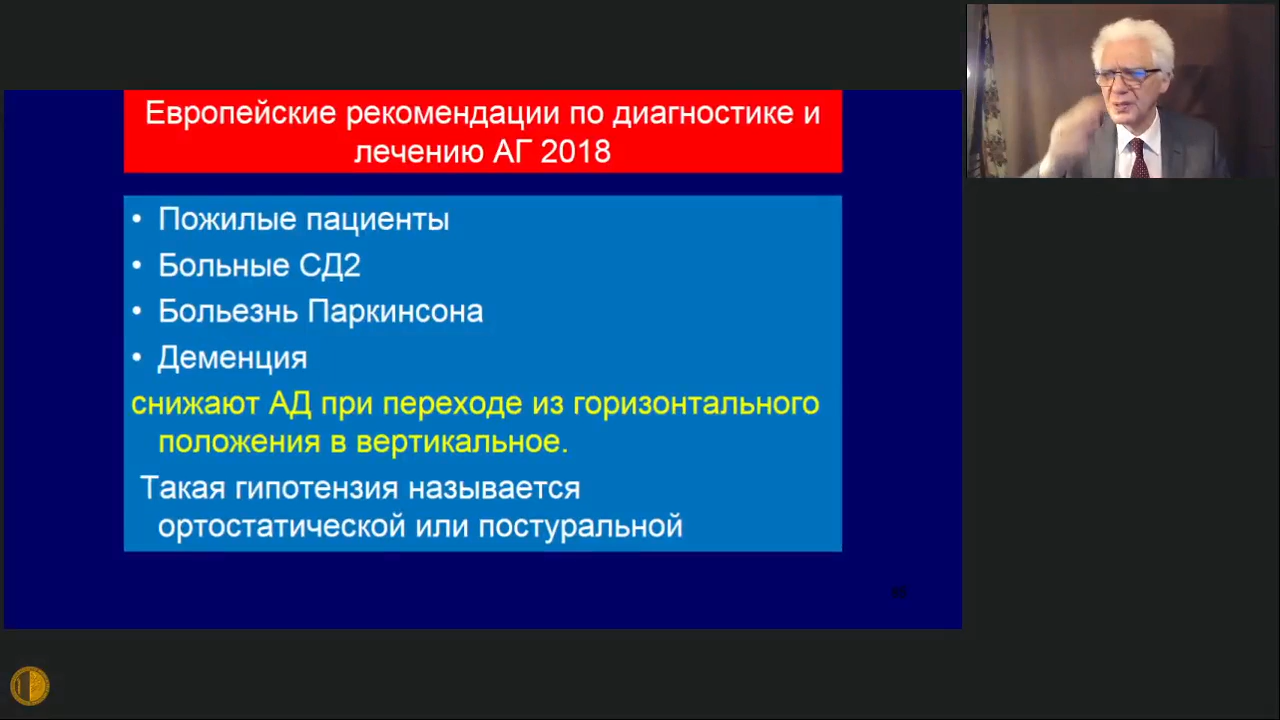 Европейские рекомендации по диагностике и
лечению АГ 2018
• Пожилые пациенты
• Больные СД2
• Больезнь Паркинсона
• Деменция
снижают АД при переходе из горизонтального
положения в вертикальное.
Такая гипотензия называется
ортостатической или постуральной